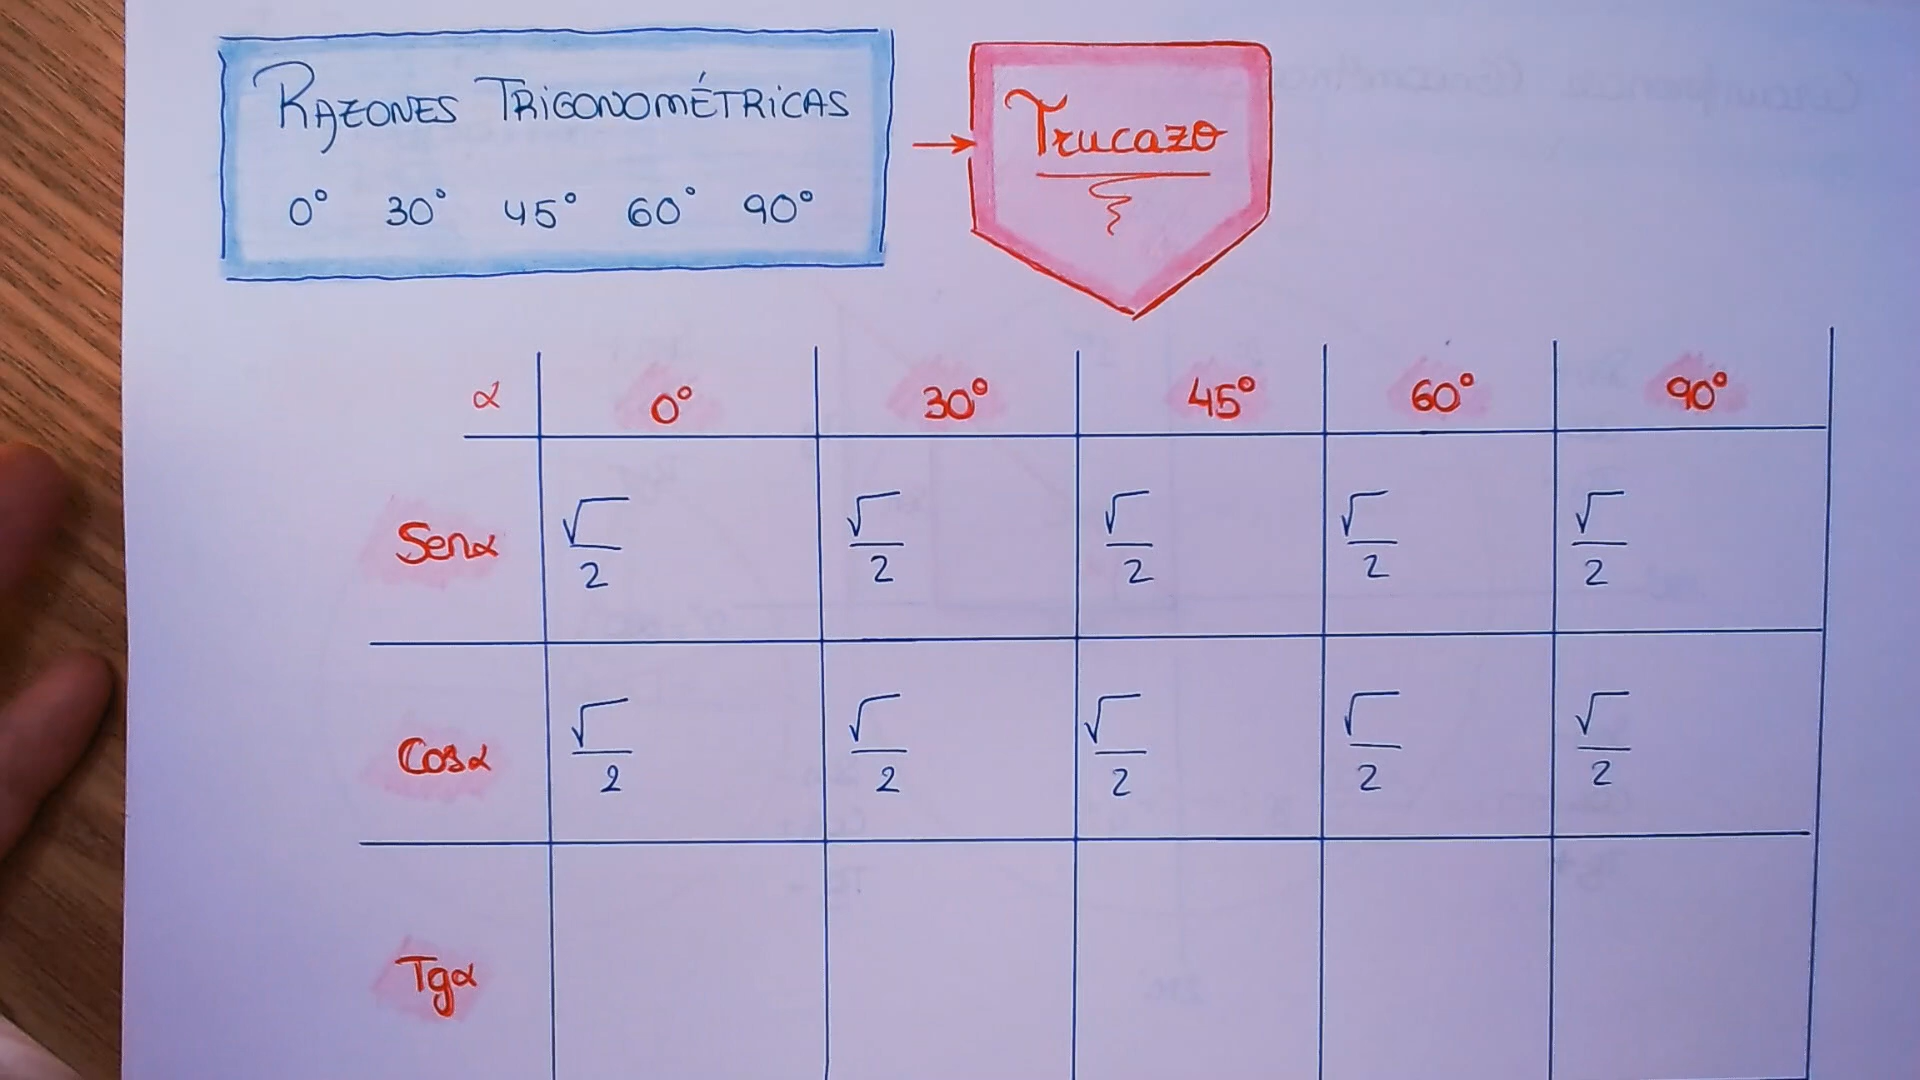 RAZONES TRIGONOMÉTRICAS
0° 30° 45° 60° 90°
Trucazo
α 0° 30° 45° 60° 90°
Senα √/2 √/2 √/2 √/2 √/2
Cosα √/2 √/2 √/2 √/2 √/2
Tgα